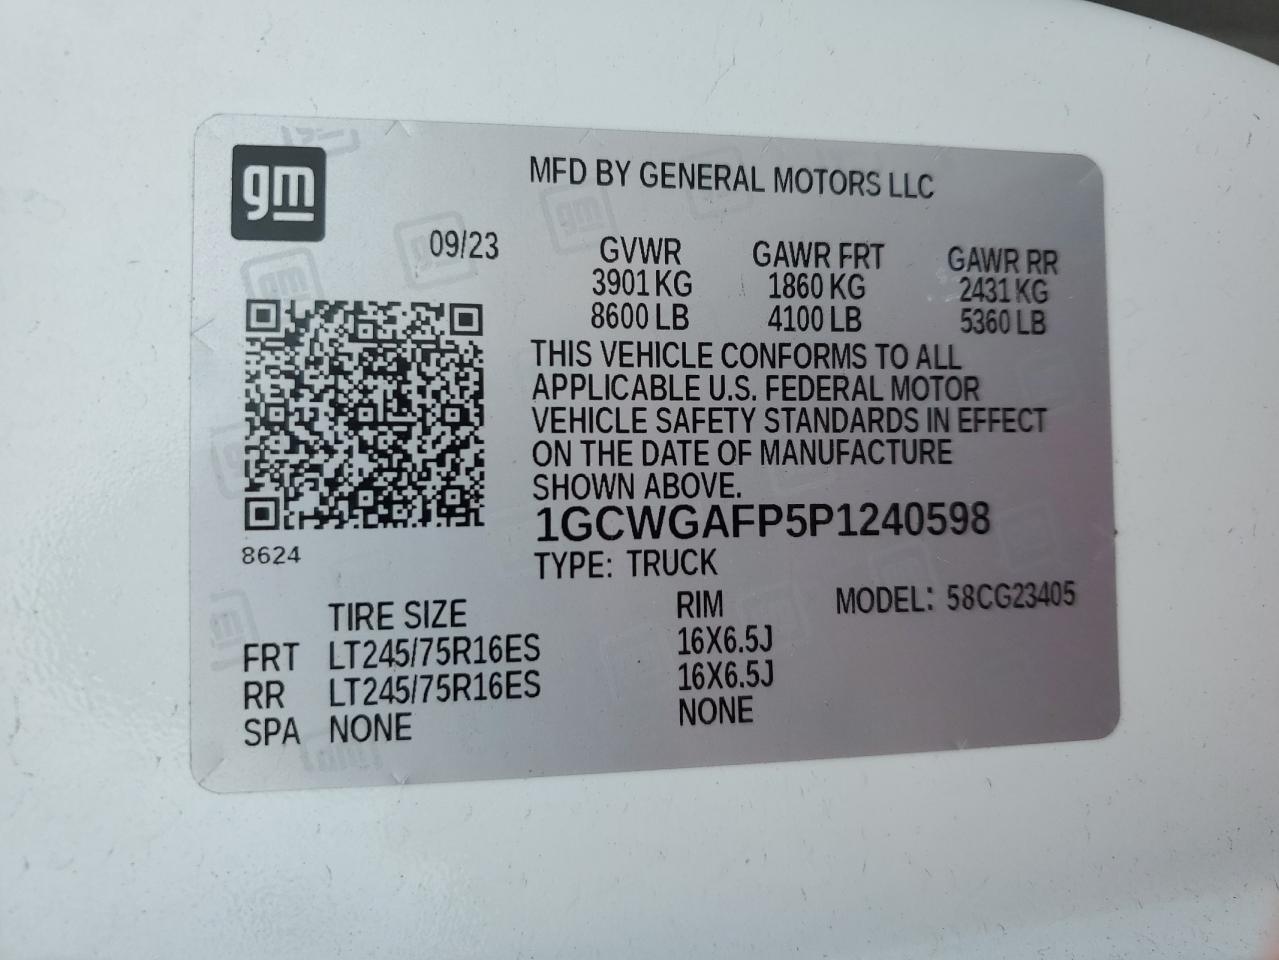 gm
MFD BY GENERAL MOTORS LLC
09/23 GVWR GAWR FRT GAWR RR
3901 KG 1860 KG 2431 KG
8600 LB 4100 LB 5360 LB
THIS VEHICLE CONFORMS TO ALL
APPLICABLE U.S. FEDERAL MOTOR
VEHICLE SAFETY STANDARDS IN EFFECT
ON THE DATE OF MANUFACTURE
SHOWN ABOVE.
1GCWGAFP5P1240598
8624
TYPE: TRUCK
TIRE SIZE RIM MODEL: 58CG23405
FRT LT245/75R16ES 16X6.5J
RR LT245/75R16ES 16X6.5J
SPA NONE NONE